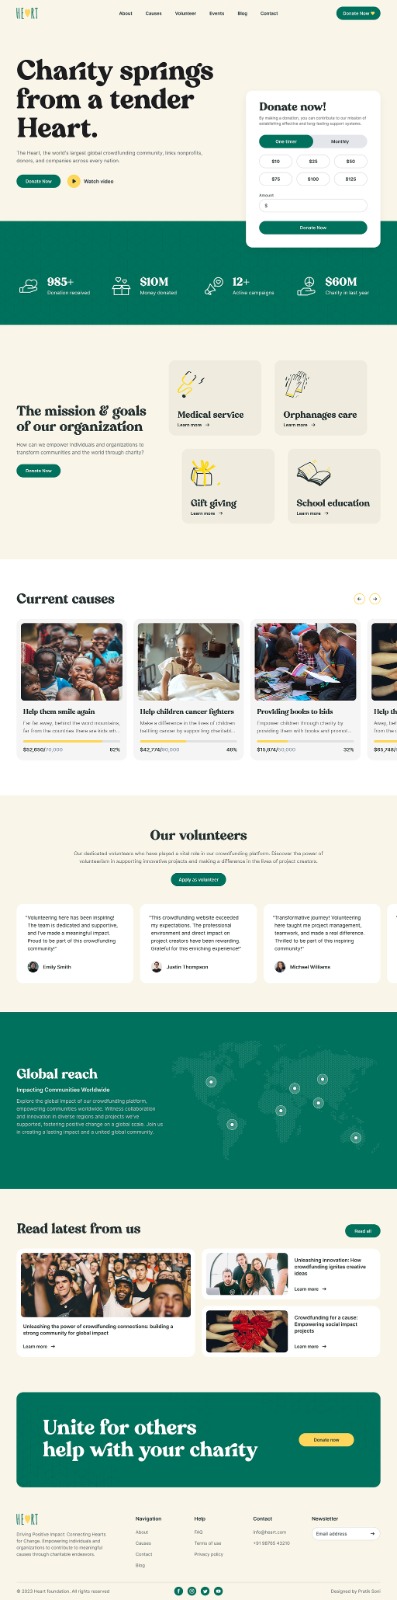 HE RT
About
Causes
Volunteer
Events
Blog
Contact
Donate Now
Charity springs
from a tender
Heart.
The Heart, the world's largest global crowdfunding community, links nonprofits,
donors, and companies across every nation.
Donate Now
Watch video
Donate now!
By making a donation, you can contribute to our mission of
establishing effective and long-lasting support systems.
One timer
Monthly
$10
$25
$50
$75
$100
$125
Amount
$
Donate Now
985+
Donation received
$10M
Money donated
12+
Active campaigns
$60M
Charity in last year
The mission & goals
of our organization
How can we empower individuals and organisations to
transform communities and the world through charity?
Donate Now
Medical service
Learn more →
Orphanages care
Learn more →
Gift giving
Learn more →
School education
Learn more →
Current causes
Help them smile again
Far far away, behind the word mountains,
far from the countries there are kids wh...
$52,650/70,000
82%
Help children cancer fighters
Make a difference in the lives of children
battling cancer by supporting charitabl...
$42,774/90,000
40%
Providing books to kids
Empower children through charity by
providing them with books and promot...
$15,974/50,000
32%
Help th
Away, be
far from
$85,740/
Our volunteers
Our dedicated volunteers who have played a vital role in our crowdfunding platform. Discover the power of
volunteerism in supporting innovative projects and making a difference in the lives of project creators.
Apply as volunteer
"Volunteering here has been inspiring!
The team is dedicated and supportive,
and I've made a meaningful impact.
Proud to be part of this crowdfunding
community!"
Emily Smith
"This crowdfunding website exceeded
my expectations. The professional
environment and direct impact on
project creators have been rewarding.
Grateful for this enriching experience!"
Justin Thompson
"Transformative journey! Volunteering
here taught me project management,
teamwork, and made a real difference.
Thrilled to be part of this inspiring
community!"
Michael Williams
Global reach
Impacting Communities Worldwide
Explore the global impact of our crowdfunding platform,
empowering communities worldwide. Witness collaboration
and innovation in diverse regions and projects we've
supported, fostering positive change on a global scale. Join us
in creating a lasting impact and a united global community
Read latest from us
Read all
Unleashing the power of crowdfunding connections: building a
strong community for global impact
Learn more →
Unleashing innovation: How
crowdfunding ignites creative
ideas
Learn more →
Crowdfunding for a cause:
Empowering social impact
projects
Learn more →
Unite for others
help with your charity
Donate now
HE RT
Driving Positive Impact: Connecting Hearts
for Change. Empowering individuals and
organizations to contribute to meaningful
causes through charitable endeavors.
Navigation
About
Causes
Contact
Blog
Help
FAQ
Terms of use
Privacy policy
Contact
info@heart.com
+91 98765 43210
Newsletter
Email address →
© 2023 Heart foundation. All rights reserved
Designed by Pratik Soni